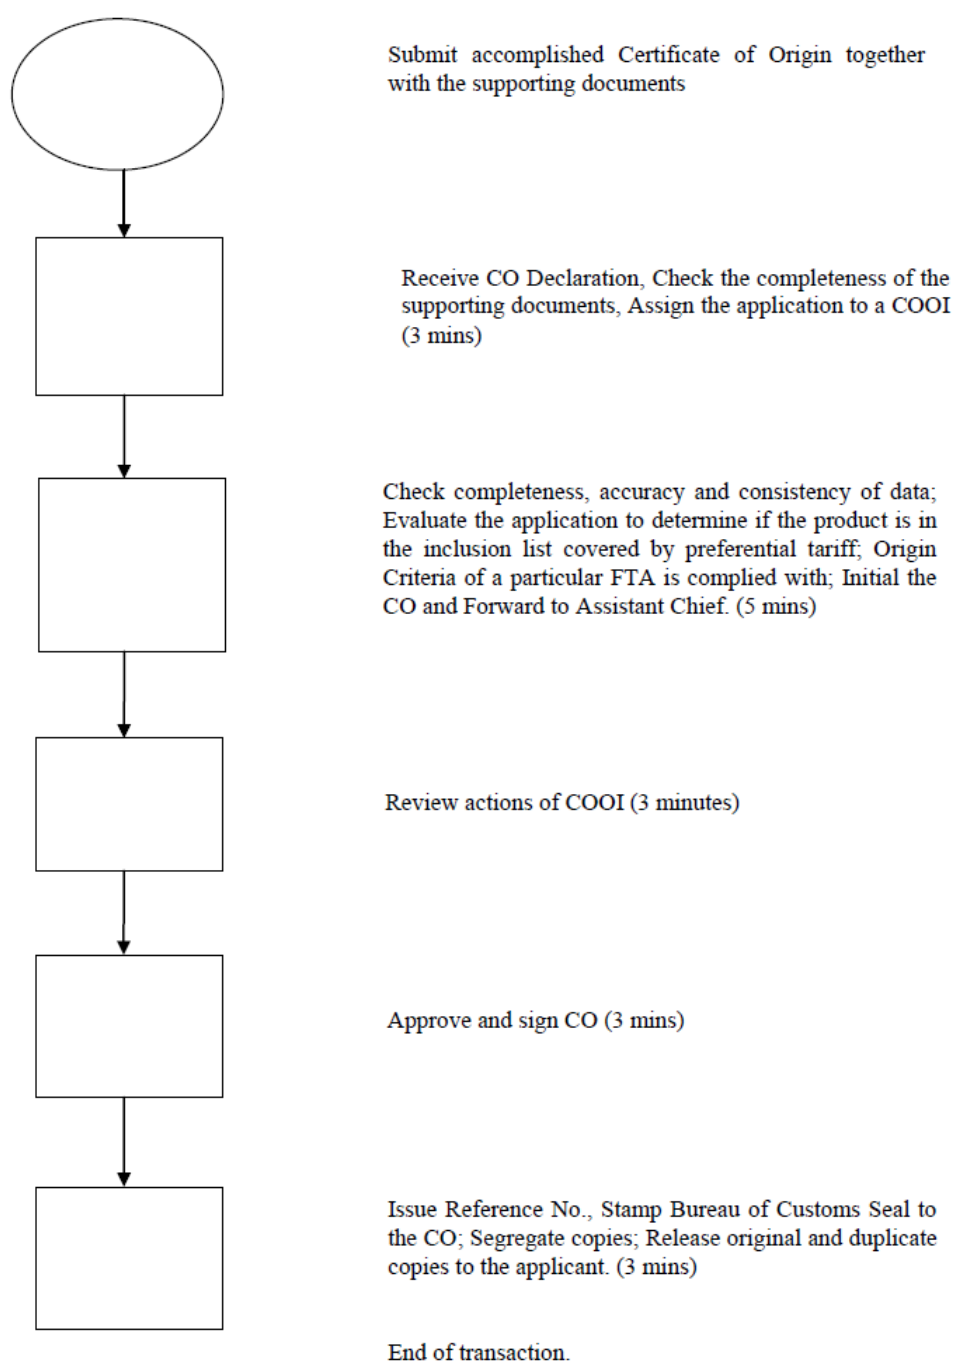 Submit accomplished Certificate of Origin together
with the supporting documents
Receive CO Declaration, Check the completeness of the
supporting documents, Assign the application to a COOI
(3 mins)
Check completeness, accuracy and consistency of data;
Evaluate the application to determine if the product is in
the inclusion list covered by preferential tariff; Origin
Criteria of a particular FTA is complied with; Initial the
CO and Forward to Assistant Chief. (5 mins)
Review actions of COOI (3 minutes)
Approve and sign CO (3 mins)
Issue Reference No., Stamp Bureau of Customs Seal to
the CO; Segregate copies; Release original and duplicate
copies to the applicant. (3 mins)
End of transaction.